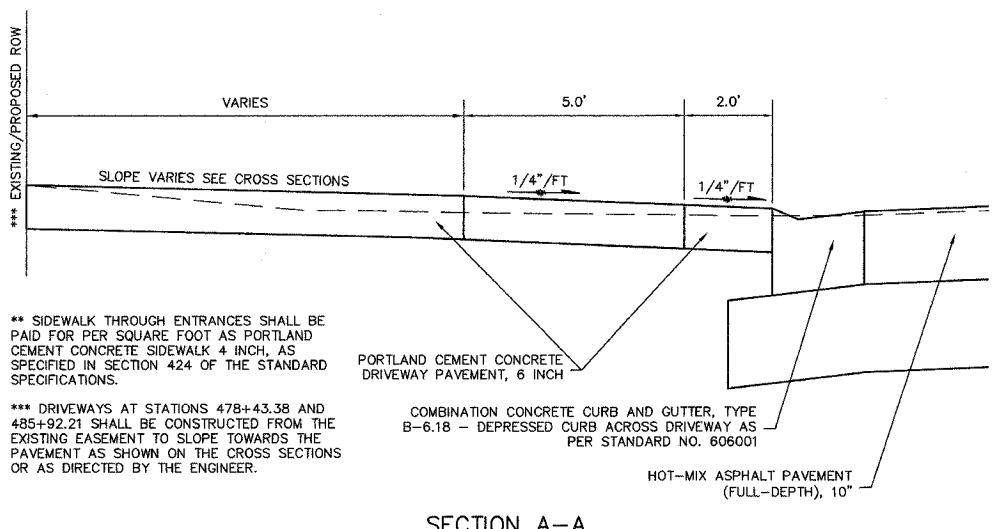 *** EXISTING/PROPOSED ROW
VARIES
5.0'
2.0'
SLOPE VARIES SEE CROSS SECTIONS
1/4"/FT
1/4"/FT
** SIDEWALK THROUGH ENTRANCES SHALL BE
PAID FOR PER SQUARE FOOT AS PORTLAND
CEMENT CONCRETE SIDEWALK 4 INCH, AS
SPECIFIED IN SECTION 424 OF THE STANDARD
SPECIFICATIONS.
*** DRIVEWAYS AT STATIONS 478+43.38 AND
485+92.21 SHALL BE CONSTRUCTED FROM THE
EXISTING EASEMENT TO SLOPE TOWARDS THE
PAVEMENT AS SHOWN ON THE CROSS SECTIONS
OR AS DIRECTED BY THE ENGINEER.
PORTLAND CEMENT CONCRETE
DRIVEWAY PAVEMENT, 6 INCH
COMBINATION CONCRETE CURB AND GUTTER, TYPE
B-6.18 - DEPRESSED CURB ACROSS DRIVEWAY AS
PER STANDARD NO. 606001
HOT-MIX ASPHALT PAVEMENT
(FULL-DEPTH), 10"
SECTION A-A